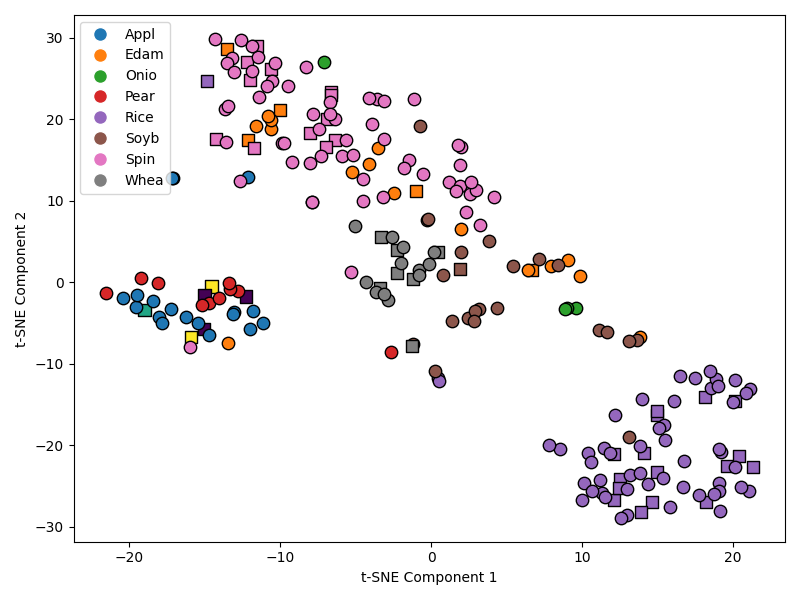 Appl
Edam
Onio
Pear
Rice
Soyb
Spin
Whea
30
20
10
0
−10
−20
−30
t-SNE Component 2
−20
−10
0
10
20
t-SNE Component 1